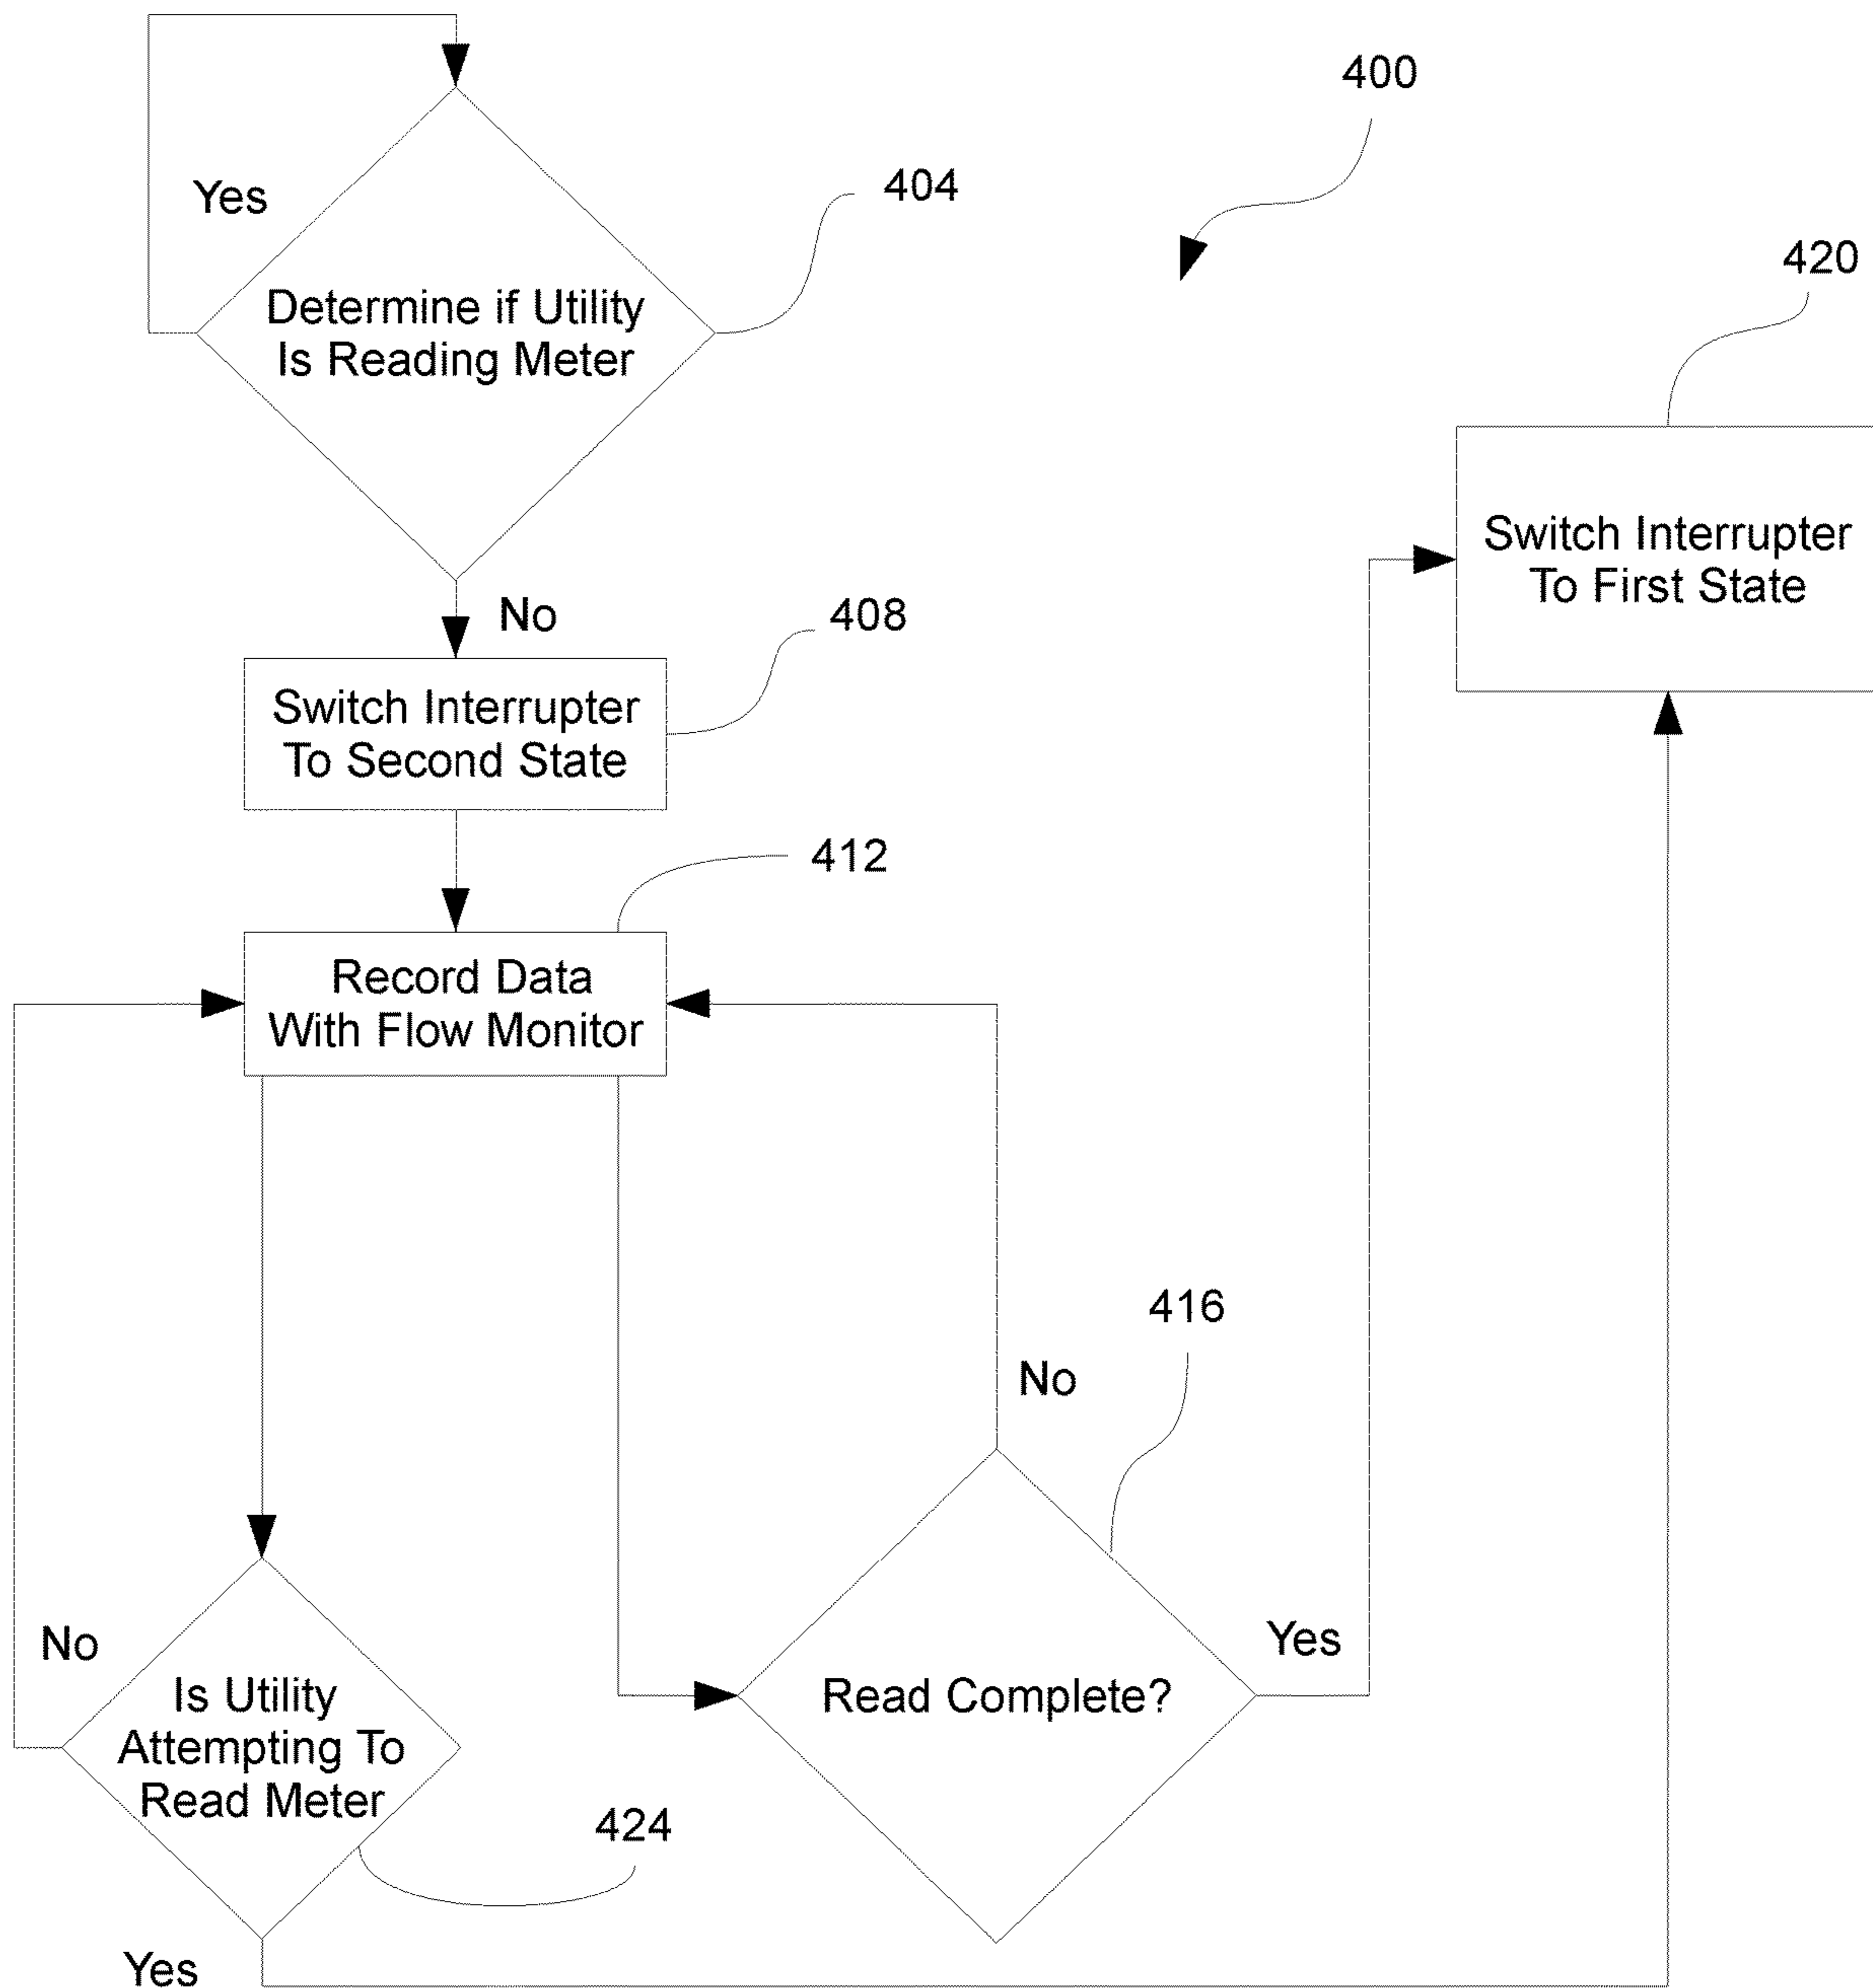 400
Yes
404
Determine if Utility
Is Reading Meter
420
No
408
Switch Interrupter
To Second State
Switch Interrupter
To First State
412
Record Data
With Flow Monitor
416
No
No
Yes
Is Utility
Attempting To
Read Meter
Read Complete?
424
Yes